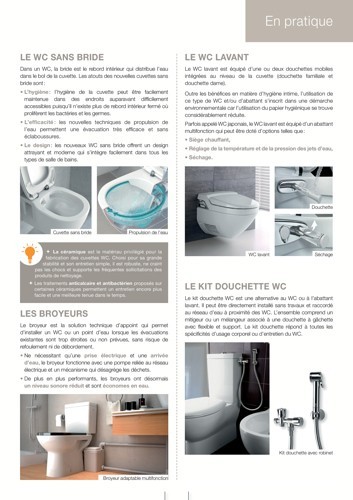 En pratique
LE WC SANS BRIDE
Dans un WC, la bride est le rebord intérieur qui distribue l'eau
dans le bol de la cuvette. Les atouts des nouvelles cuvettes sans
bride sont :
• L'hygiène: l'hygiène de la cuvette peut être facilement
maintenue dans des endroits auparavant difficilement
accessibles puisqu'il n'existe plus de rebord intérieur fermé où
prolifèrent les bactéries et les germes.
• L'efficacité: les nouvelles techniques de propulsion de
l'eau permettent une évacuation très efficace et sans
éclaboussures.
• Le design: les nouveaux WC sans bride offrent un design
attrayant et moderne qui s'intègre facilement dans tous les
types de salle de bains.
Cuvette sans bride
Propulsion de l'eau
• La céramique est le matériau privilégié pour la
fabrication des cuvettes WC. Choisi pour sa grande
stabilité et son entretien simple, il est robuste, ne craint
pas les chocs et supporte les fréquentes sollicitations des
produits de nettoyage.
• Les traitements anticalcaire et antibactérien proposés sur
certaines céramiques permettent un entretien encore plus
facile et une meilleure tenue dans le temps.
LES BROYEURS
Le broyeur est la solution technique d'appoint qui permet
d'installer un WC ou un point d'eau lorsque les évacuations
existantes sont trop étroites ou non prévues, sans risque de
refoulement ni de débordement.
• Ne nécessitant qu'une prise électrique et une arrivée
d'eau, le broyeur fonctionne avec une pompe reliée au réseau
électrique et un mécanisme qui désagrège les déchets.
• De plus en plus performants, les broyeurs ont désormais
un niveau sonore réduit et sont économes en eau.
Broyeur adaptable multifonction
LE WC LAVANT
Le WC lavant est équipé d'une ou deux douchettes mobiles
intégrées au niveau de la cuvette (douchette familiale et
douchette dame).
Outre les bénéfices en matière d'hygiène intime, l'utilisation de
ce type de WC et/ou d'abattant s'inscrit dans une démarche
environnementale car l'utilisation du papier hygiénique se trouve
considérablement réduite.
Parfois appelé WC japonais, le WC lavant est équipé d'un abattant
multifonction qui peut être doté d'options telles que :
• Siège chauffant,
• Réglage de la température et de la pression des jets d'eau,
• Séchage.
Douchette
WC lavant
Séchage
LE KIT DOUCHETTE WC
Le kit douchette WC est une alternative au WC ou à l'abattant
lavant. Il peut être directement installé sans travaux et raccordé
au réseau d'eau à proximité des WC. L'ensemble comprend un
mitigeur ou un mélangeur associé à une douchette à gâchette
avec flexible et support. Le kit douchette répond à toutes les
spécificités d'usage corporel ou d'entretien du WC.
Kit douchette avec robinet